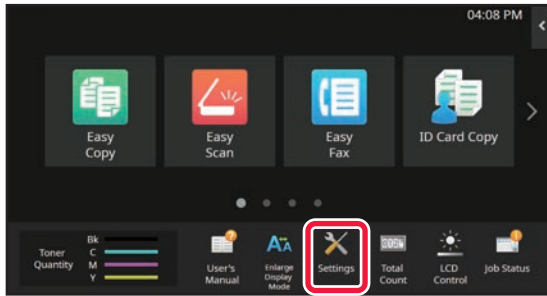 04:08 PM
Easy
Copy
Easy
Scan
Easy
Fax
ID Card Copy
Toner
Quantity
Bk
C
M
Y
User's
Manual
Enlarge
Display
Mode
Settings
Total
Count
LCD
Control
Job Status